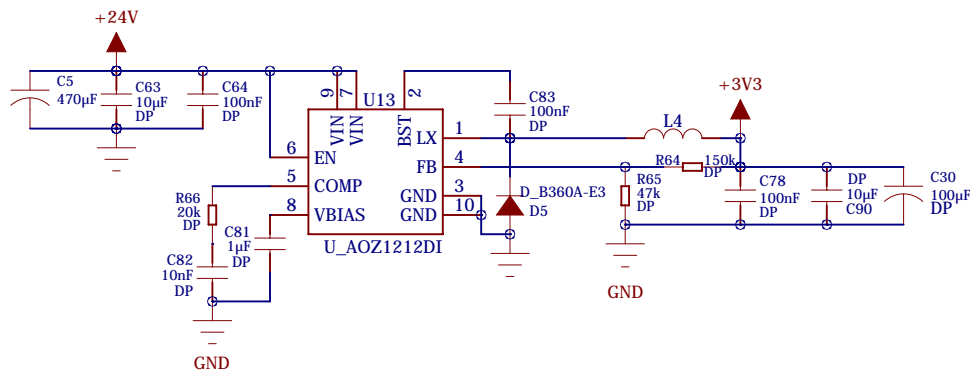 +24V
C5
470µF
C63
10µF
DP
C64
100nF
DP
9
7
VIN
VIN
U13
2
BST
C83
100nF
DP
+3V3
L4
1
LX
6
EN
4
FB
R64
150k
DP
5
COMP
3
GND
8
VBIAS
10
GND
U_AOZ1212DI
R66
20k
DP
C81
1µF
DP
C82
10nF
DP
GND
D_B360A-E3
D5
R65
47k
DP
C78
100nF
DP
DP
10µF
C90
C30
100µF
DP
GND